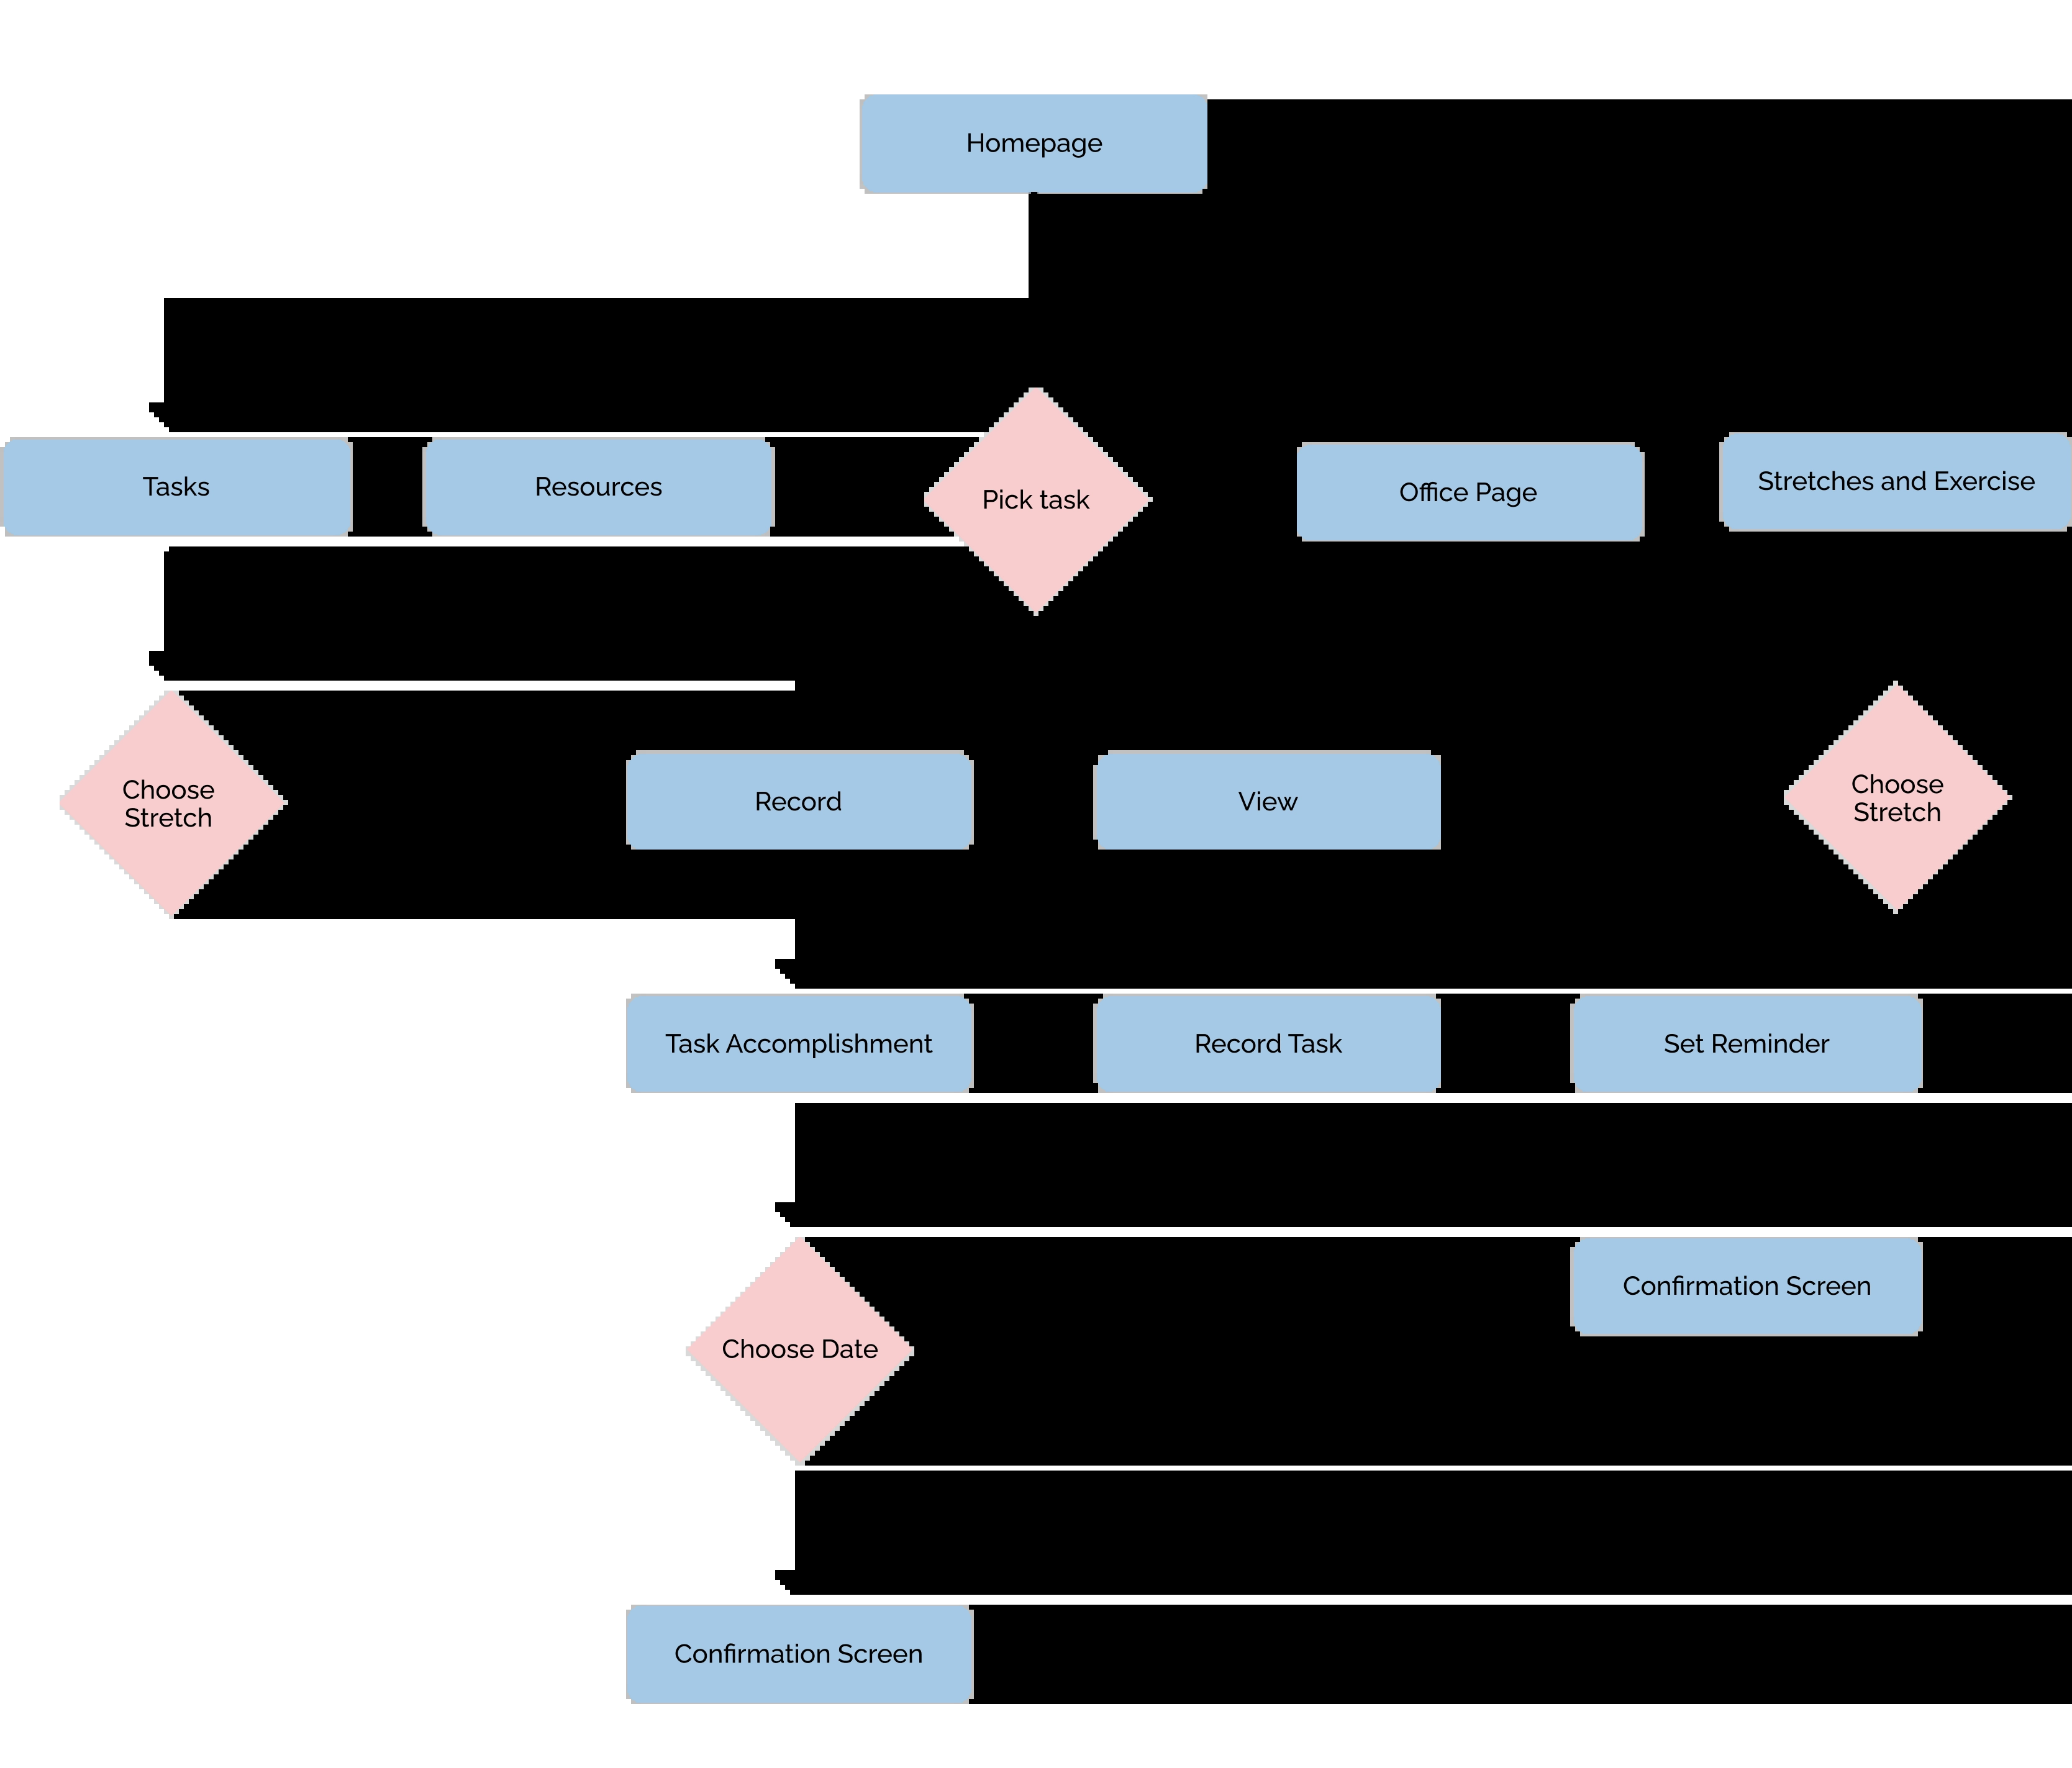 Homepage
Tasks
Resources
Pick task
Office Page
Stretches and Exercise
Choose
Stretch
Record
View
Choose
Stretch
Task Accomplishment
Record Task
Set Reminder
Choose Date
Confirmation Screen
Confirmation Screen